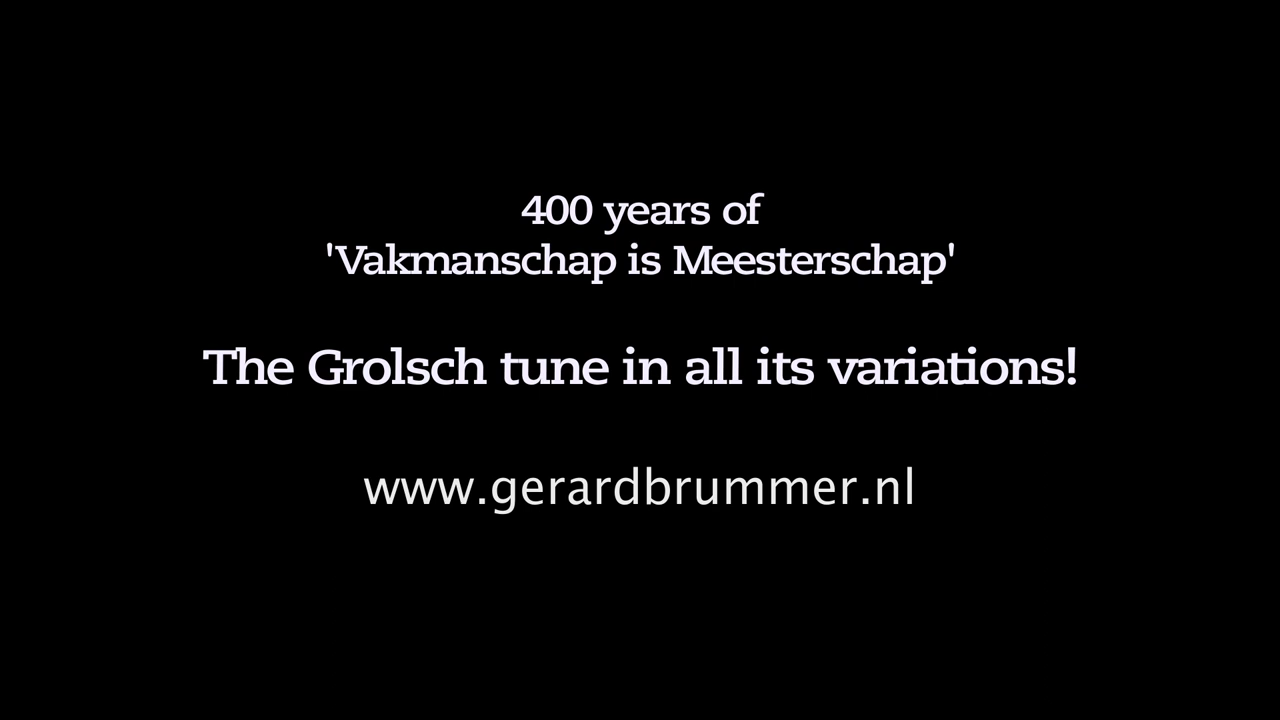 400 years of
'Vakmanschap is Meesterschap'
The Grolsch tune in all its variations!
www.gerardbrummer.nl